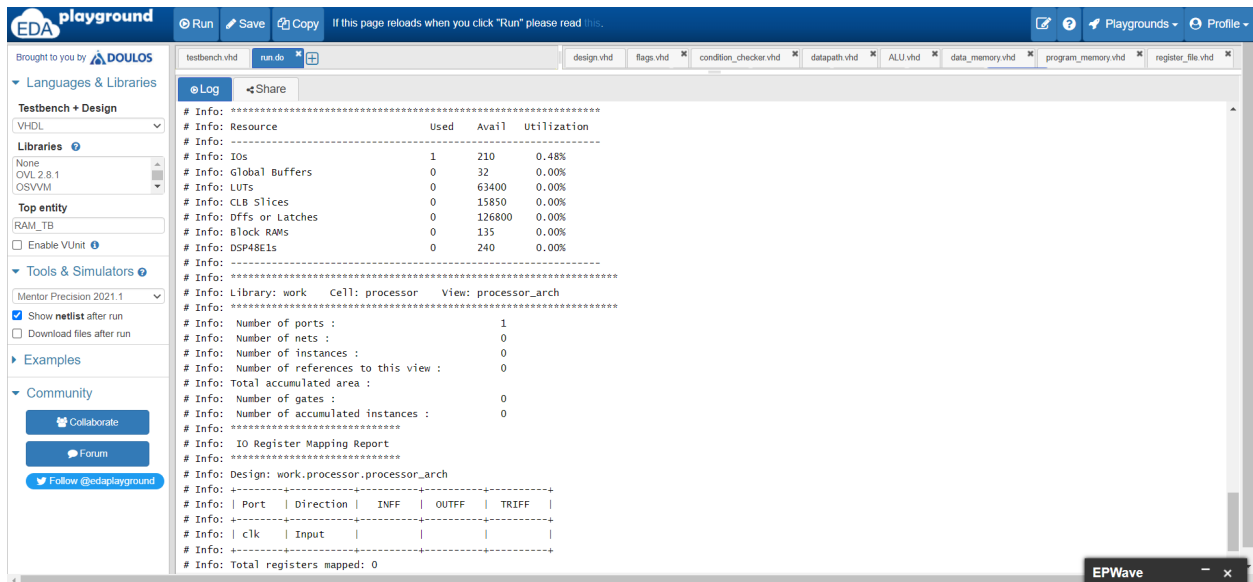 EDA playground
Run Save Copy If this page reloads when you click "Run" please read this.
Playgrounds Profile
Brought to you by DOULOS
Languages & Libraries
Testbench + Design
VHDL
Libraries
None
OVL 2.8.1
OSVVM
Top entity
RAM_TB
Enable VUnit
Tools & Simulators
Mentor Precision 2021.1
Show netlist after run
Download files after run
Examples
Community
Collaborate
Forum
Follow @edaplayground
testbench.vhd run.do design.vhd flags.vhd condition_checker.vhd datapath.vhd ALU.vhd data_memory.vhd program_memory.vhd register_file.vhd
Log Share
# Info: ***************************************************************
# Info: Resource Used Avail Utilization
# Info: ---------------------------------------------------------------
# Info: IOs 1 210 0.48%
# Info: Global Buffers 0 32 0.00%
# Info: LUTs 0 63400 0.00%
# Info: CLB Slices 0 15850 0.00%
# Info: Dffs or Latches 0 126800 0.00%
# Info: Block RAMs 0 135 0.00%
# Info: DSP48E1s 0 240 0.00%
# Info: ---------------------------------------------------------------
# Info: ******************************************************************
# Info: Library: work Cell: processor View: processor_arch
# Info: ******************************************************************
# Info: Number of ports : 1
# Info: Number of nets : 0
# Info: Number of instances : 0
# Info: Number of references to this view : 0
# Info: Total accumulated area :
# Info: Number of gates : 0
# Info: Number of accumulated instances : 0
# Info: *****************************
# Info: IO Register Mapping Report
# Info: *****************************
# Info: Design: work.processor.processor_arch
# Info: +--------+-----------+----------+----------+----------+
# Info: | Port | Direction | INFF | OUTFF | TRIFF |
# Info: +--------+-----------+----------+----------+----------+
# Info: | clk | Input | | | |
# Info: +--------+-----------+----------+----------+----------+
# Info: Total registers mapped: 0
EPWave